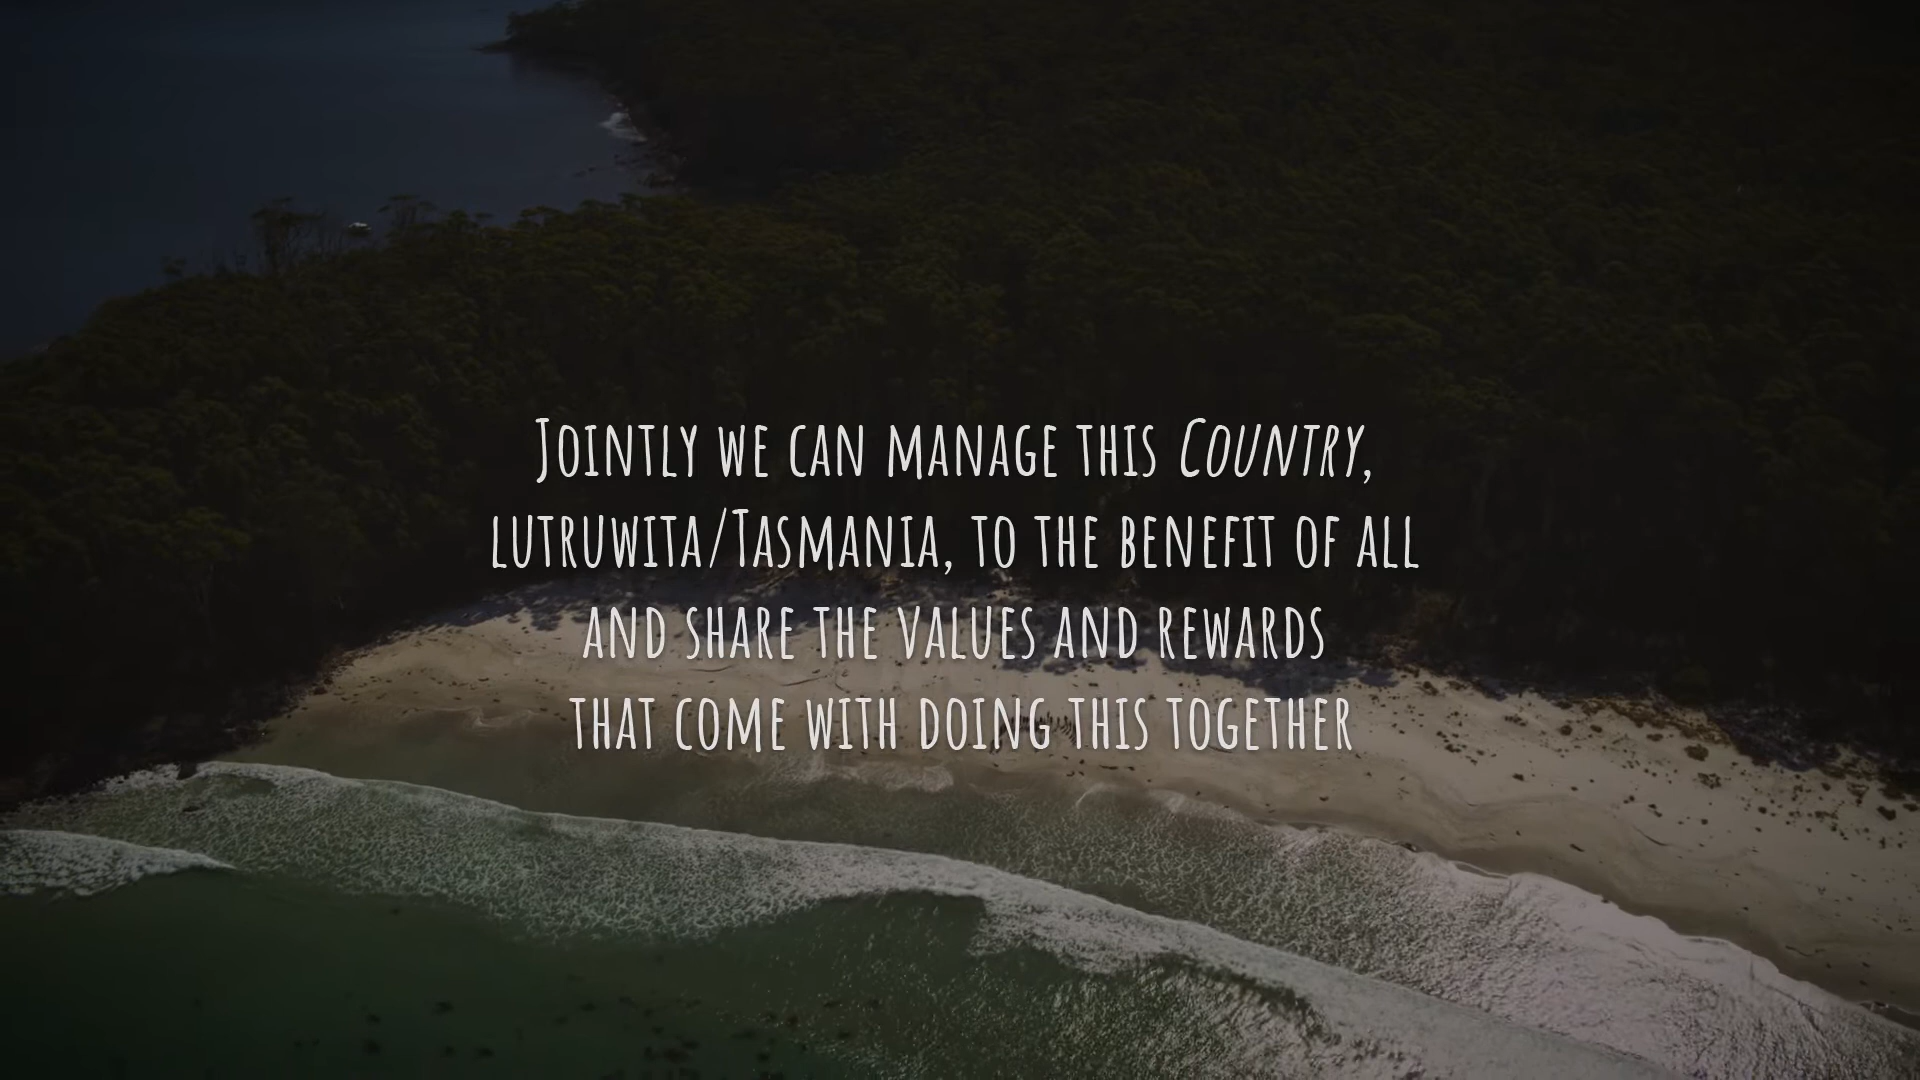 Jointly we can manage this Country,
lutruwita/Tasmania, to the benefit of all
and share the values and rewards
that come with doing this together